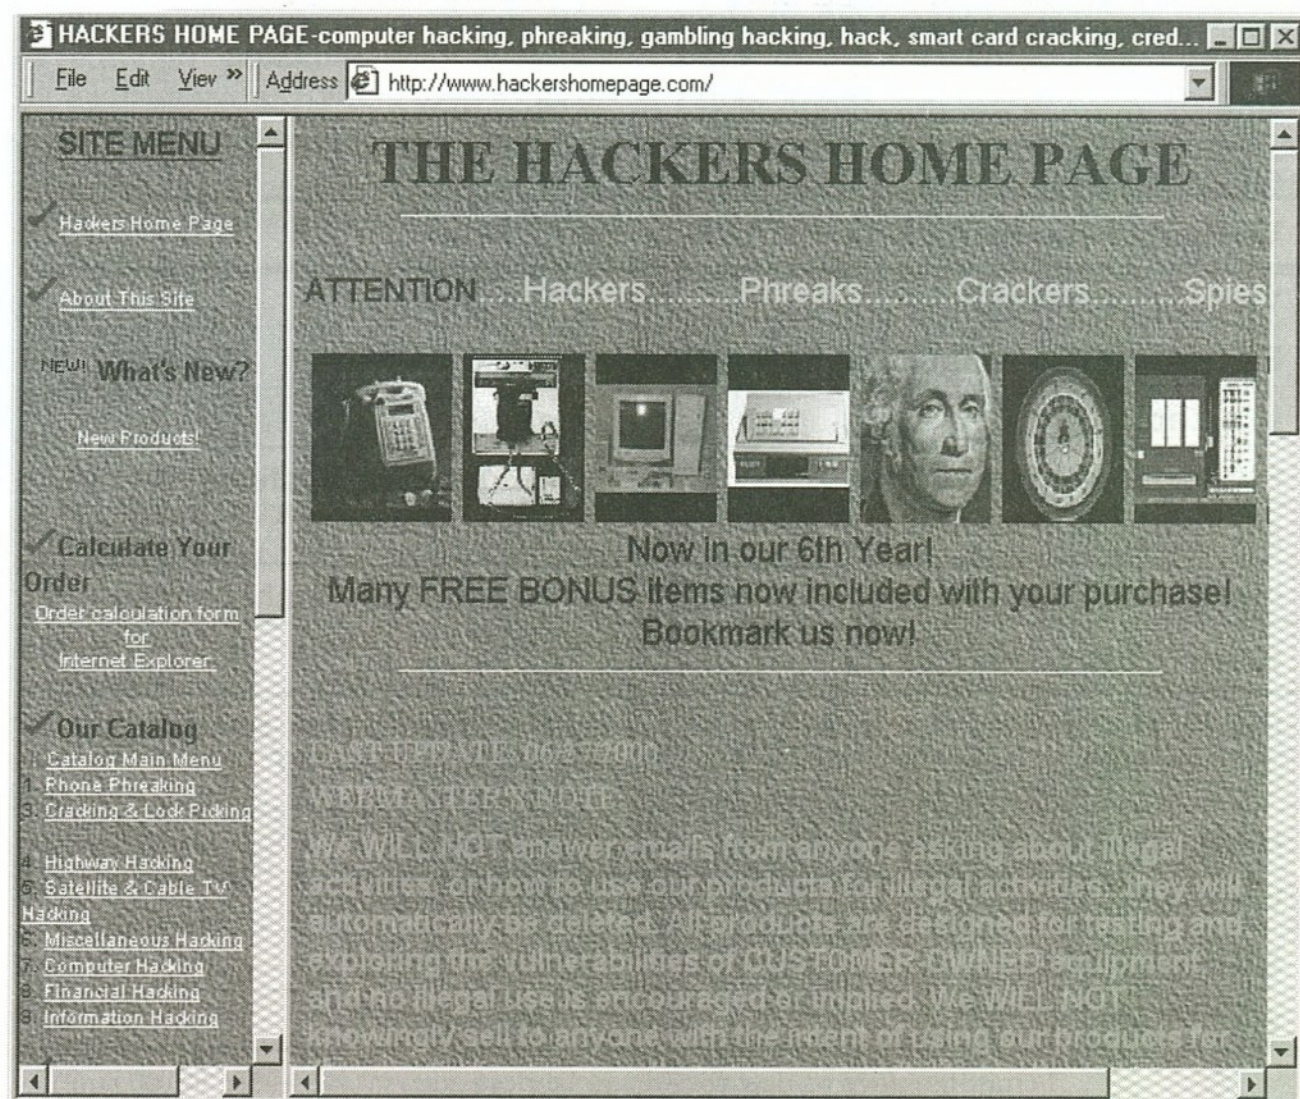 HACKERS HOME PAGE-computer hacking, phreaking, gambling hacking, hack, smart card cracking, cred...
File Edit View » Address http://www.hackershomepage.com/
SITE MENU
Hackers Home Page
About This Site
NEW! What's New?
New Products!
Calculate Your
Order
Order calculation form
for
Internet Explorer
Our Catalog
Catalog Main Menu
1. Phone Phreaking
3. Cracking & Lock Picking
4. Highway Hacking
5. Satellite & Cable TV
Hacking
6. Miscellaneous Hacking
7. Computer Hacking
8. Financial Hacking
9. Information Hacking
THE HACKERS HOME PAGE
ATTENTION.....Hackers..........Phreaks..........Crackers..........Spies
Now in our 6th Year!
Many FREE BONUS items now included with your purchase!
Bookmark us now!
LAST UPDATE
WEBMASTER'S NOTE
We WILL NOT answer emails from anyone asking about illegal
activities, or how to use our products for illegal activities. They will
automatically be deleted. All products are designed for testing and
exploring the vulnerabilities of CUSTOMER OWNED equipment
and no illegal use is encouraged or implied. We WILL NOT
knowingly sell to anyone with the intent of using our products for